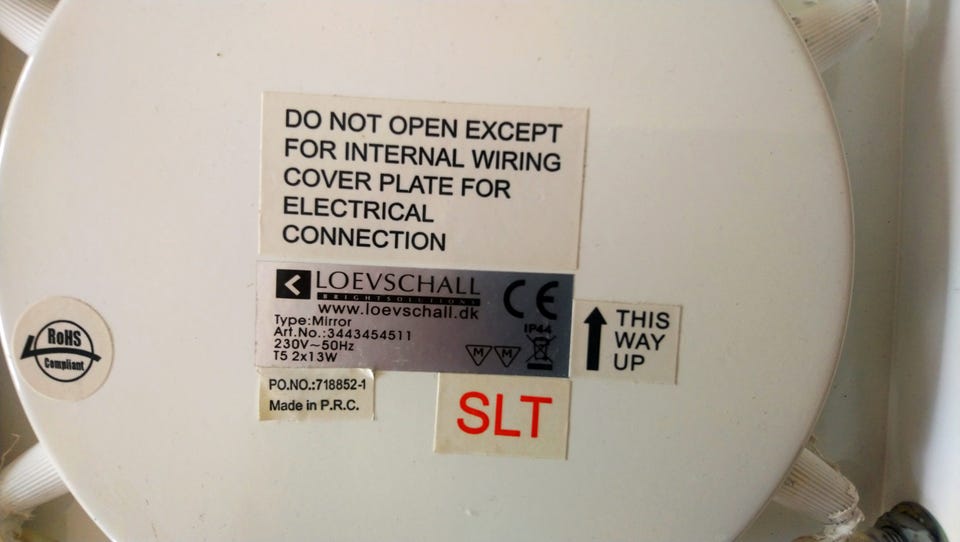 DO NOT OPEN EXCEPT
FOR INTERNAL WIRING
COVER PLATE FOR
ELECTRICAL
CONNECTION
LOEVSCHALL
BRIGHTSOLUTIONS
www.loevschall.dk
CE
Type:Mirror
Art.No.:3443454511
230V~50Hz
T5 2x13W
IP44
M M
THIS
WAY
UP
RoHS
Compliant
PO.NO.:718852-1
Made in P.R.C.
SLT